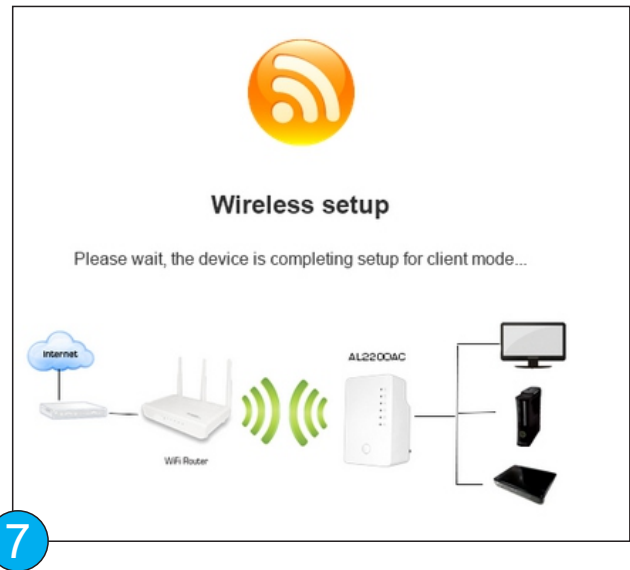 Wireless setup
Please wait, the device is completing setup for client mode...
Internet
AL2200AC
WiFi Router
7